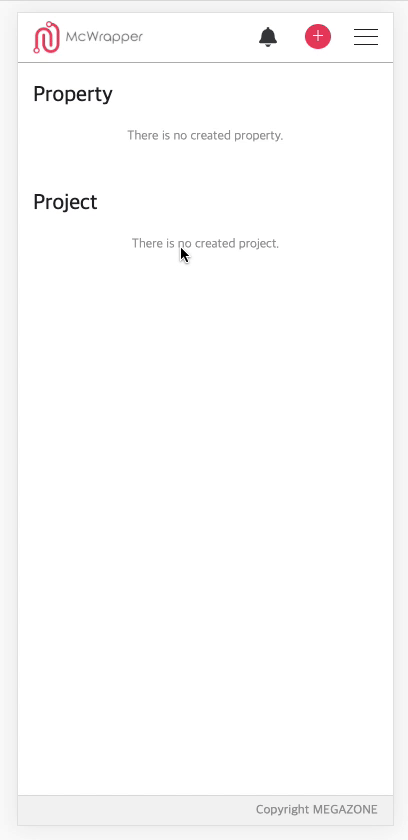 McWrapper
Property
There is no created property.
Project
There is no created project.
Copyright MEGAZONE